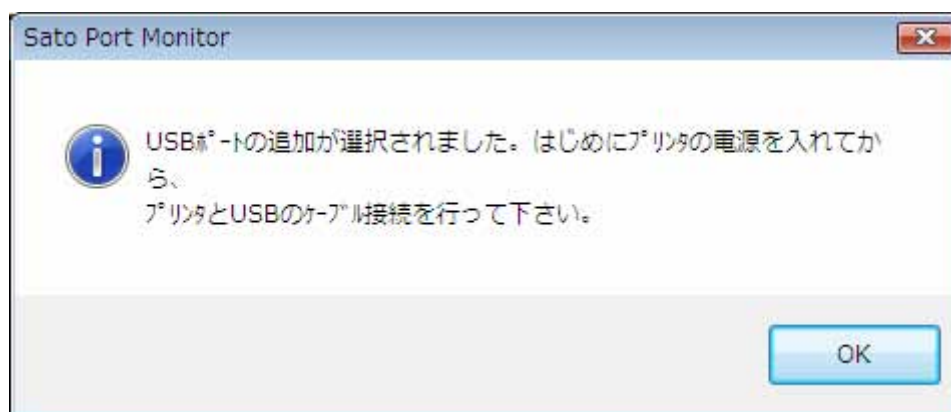 Sato Port Monitor
USBﾎﾟｰﾄの追加が選択されました。はじめにﾌﾟﾘﾝﾀの電源を入れてか
ら、
ﾌﾟﾘﾝﾀとUSBのｹｰﾌﾞﾙ接続を行って下さい。
OK